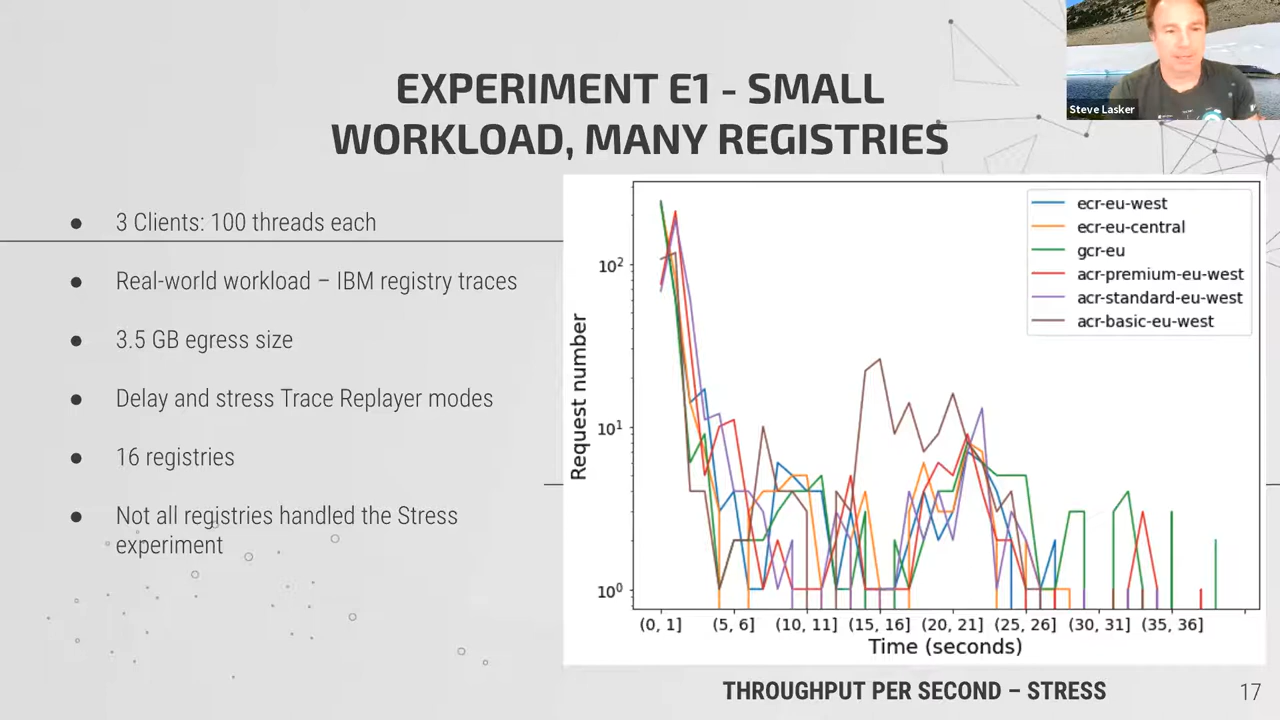 Steve Lasker
EXPERIMENT E1 - SMALL
WORKLOAD, MANY REGISTRIES
● 3 Clients: 100 threads each
● Real-world workload – IBM registry traces
● 3.5 GB egress size
● Delay and stress Trace Replayer modes
● 16 registries
● Not all registries handled the Stress
experiment
ecr-eu-west
ecr-eu-central
gcr-eu
acr-premium-eu-west
acr-standard-eu-west
acr-basic-eu-west
Request number
10²
10¹
10⁰
(0, 1] (5, 6] (10, 11] (15, 16] (20, 21] (25, 26] (30, 31] (35, 36]
Time (seconds)
THROUGHPUT PER SECOND – STRESS
17